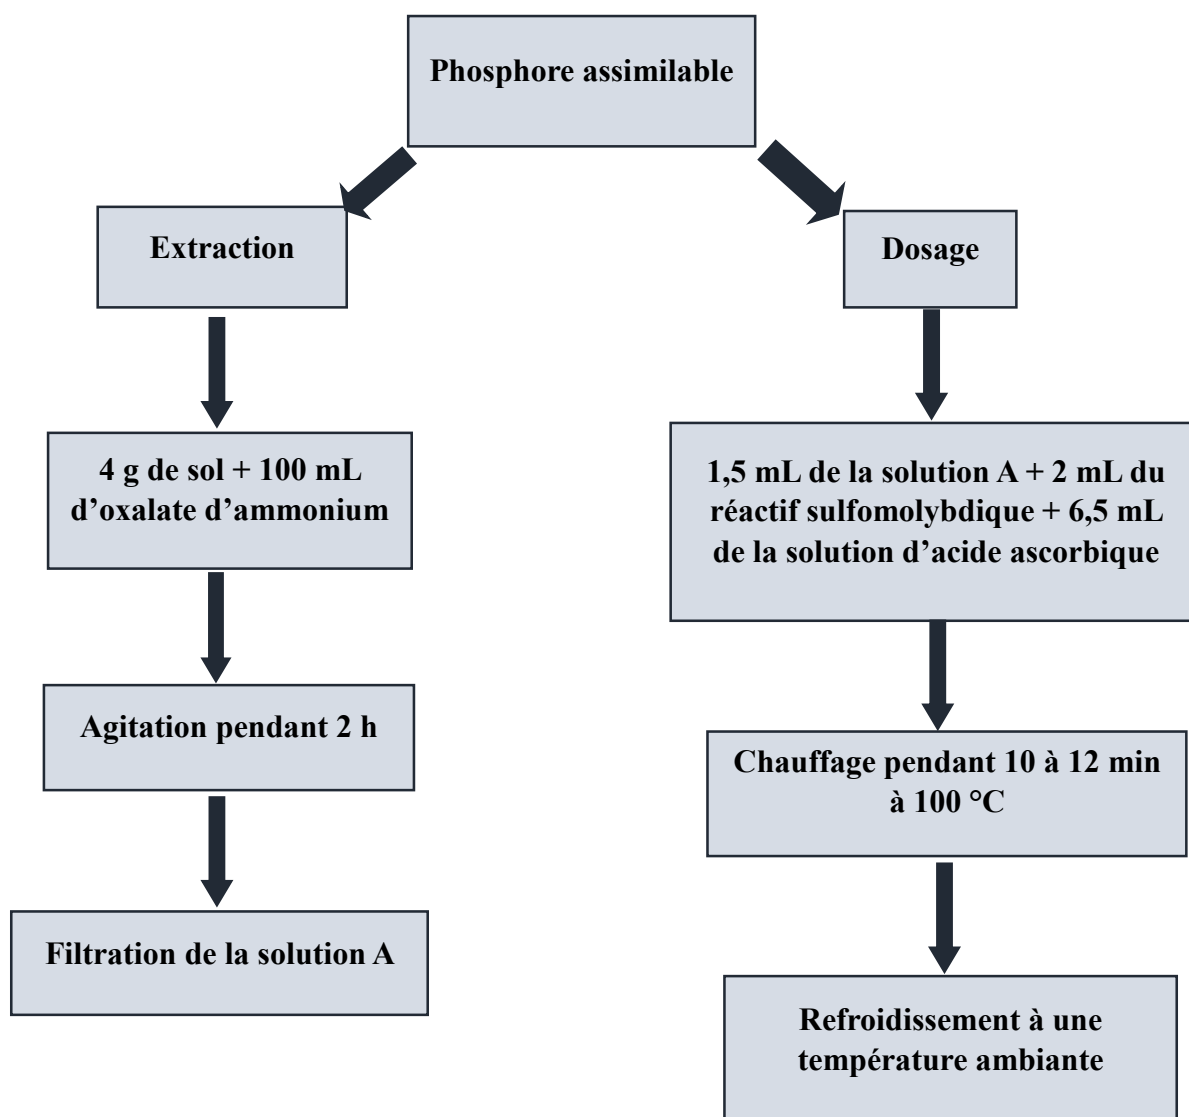 Phosphore assimilable
Extraction
4 g de sol + 100 mL
d’oxalate d’ammonium
Agitation pendant 2 h
Filtration de la solution A
Dosage
1,5 mL de la solution A + 2 mL du
réactif sulfomolybdique + 6,5 mL
de la solution d’acide ascorbique
Chauffage pendant 10 à 12 min
à 100 °C
Refroidissement à une
température ambiante